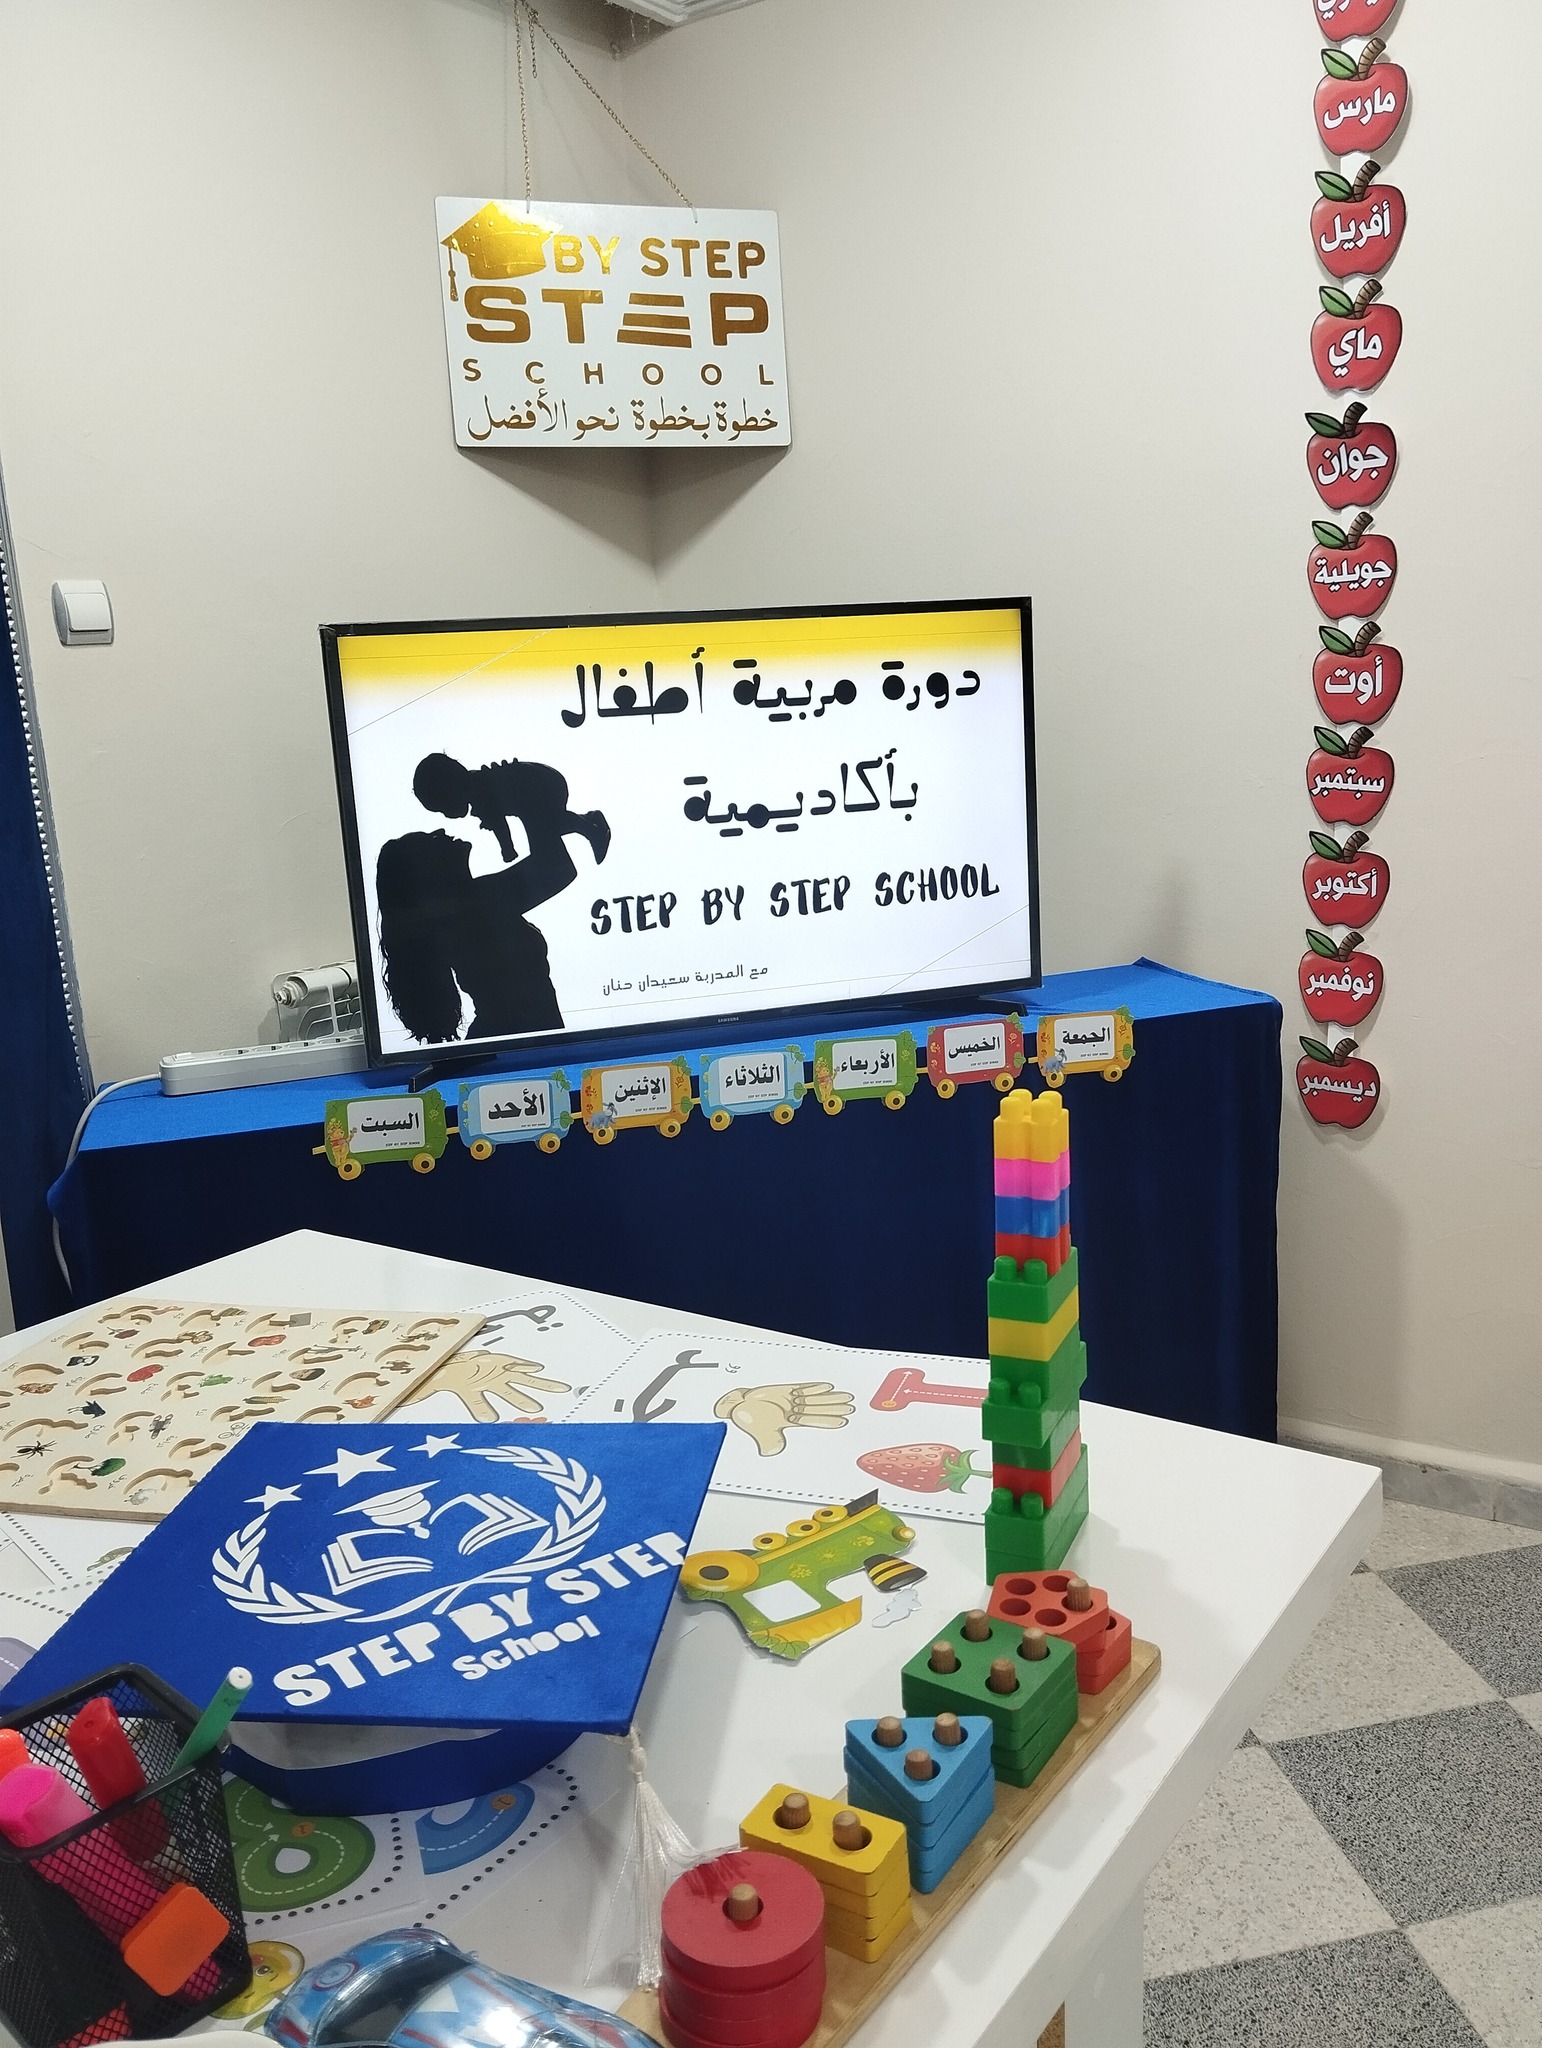 BY STEP
STEP
SCHOOL
خطوة بخطوة نحو الأفضل
مارس
أفريل
ماي
جوان
جويلية
أوت
سبتمبر
أكتوبر
نوفمبر
ديسمبر
دورة مربية أطفال
بأكاديمية
STEP BY STEP SCHOOL
مع المدربة سعيدان حنان
SAMSUNG
السبت
الأحد
الإثنين
الثلاثاء
الأربعاء
الخميس
الجمعة
STEP BY STEP
School